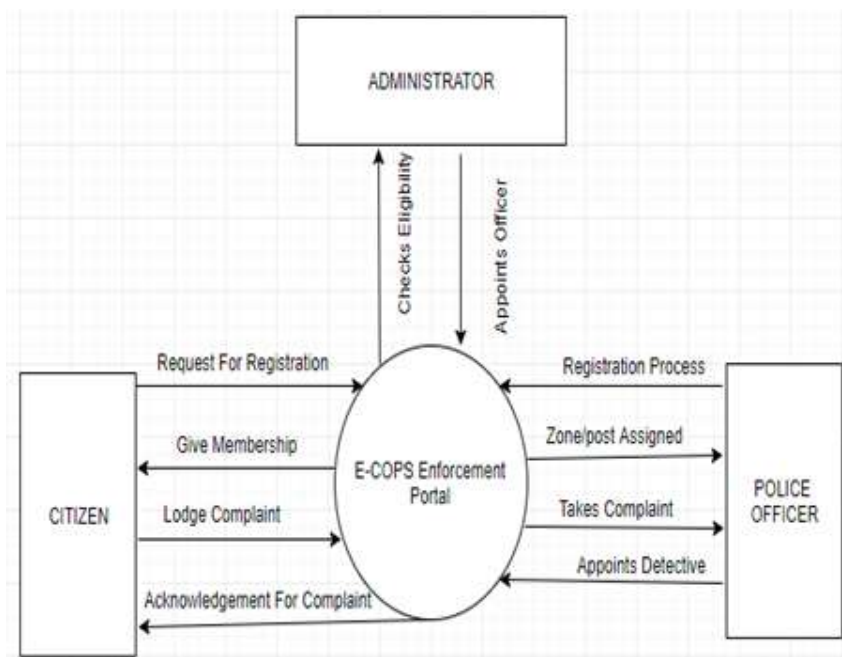 ADMINISTRATOR
Checks Eligibility
Appoints Officer
Request For Registration
Registration Process
Give Membership
Zone/post Assigned
E-COPS Enforcement
Portal
CITIZEN
Lodge Complaint
Takes Complaint
POLICE
OFFICER
Appoints Detective
Acknowledgement For Complaint